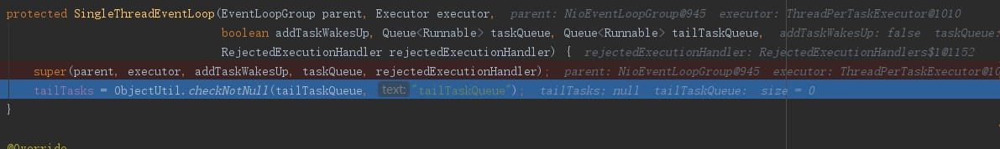 protected SingleThreadEventLoop(EventLoopGroup parent, Executor executor, parent: NioEventLoopGroup@945 executor: ThreadPerTaskExecutor@1010
boolean addTaskWakesUp, Queue<Runnable> taskQueue, Queue<Runnable> tailTaskQueue, addTaskWakesUp: false taskQueue:
RejectedExecutionHandler rejectedExecutionHandler) { rejectedExecutionHandler: RejectedExecutionHandlers$1@1152
super(parent, executor, addTaskWakesUp, taskQueue, rejectedExecutionHandler); parent: NioEventLoopGroup@945 executor: ThreadPerTaskExecutor@10
tailTasks = ObjectUtil.checkNotNull(tailTaskQueue, text: "tailTaskQueue"); tailTasks: null tailTaskQueue: size = 0
}
@Override